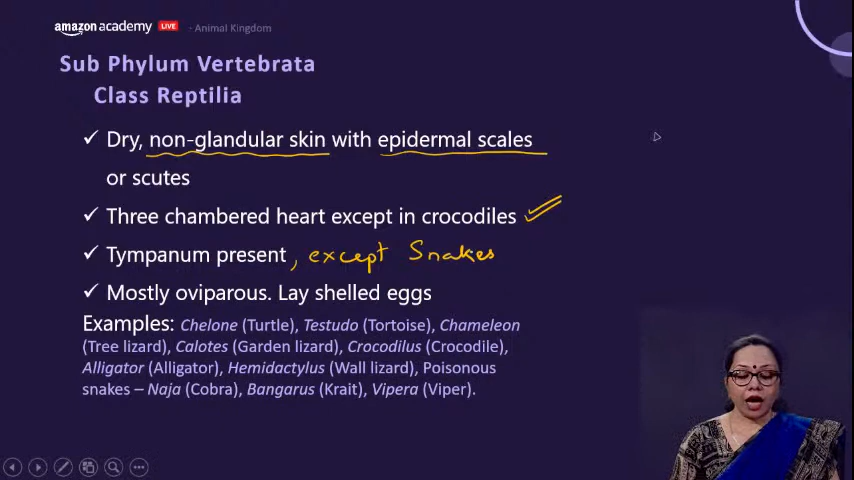 amazon academy LIVE - Animal Kingdom
Sub Phylum Vertebrata
Class Reptilia
✓ Dry, non-glandular skin with epidermal scales
or scutes
✓ Three chambered heart except in crocodiles
✓ Tympanum present, except Snakes
✓ Mostly oviparous. Lay shelled eggs
Examples: Chelone (Turtle), Testudo (Tortoise), Chameleon
(Tree lizard), Calotes (Garden lizard), Crocodilus (Crocodile),
Alligator (Alligator), Hemidactylus (Wall lizard), Poisonous
snakes – Naja (Cobra), Bangarus (Krait), Vipera (Viper).